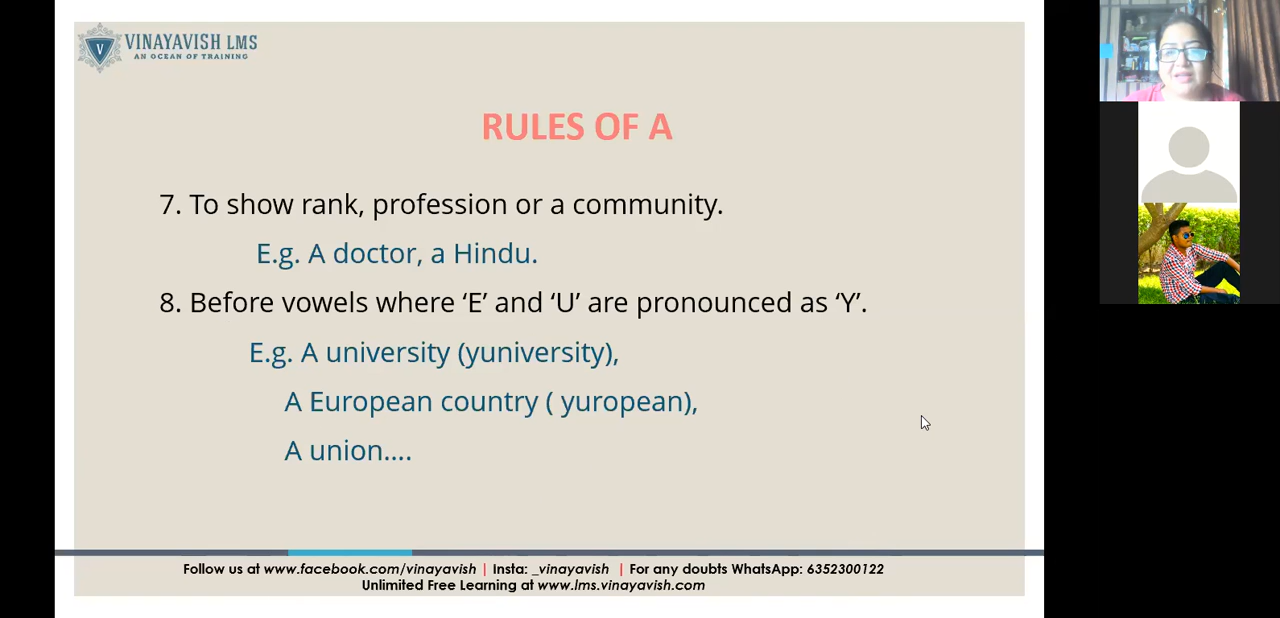 VINAYAVISH LMS
AN OCEAN OF TRAINING
RULES OF A
7. To show rank, profession or a community.
E.g. A doctor, a Hindu.
8. Before vowels where ‘E’ and ‘U’ are pronounced as ‘Y’.
E.g. A university (yuniversity),
A European country ( yuropean),
A union....
Follow us at www.facebook.com/vinayavish | Insta: _vinayavish | For any doubts WhatsApp: 6352300122
Unlimited Free Learning at www.lms.vinayavish.com